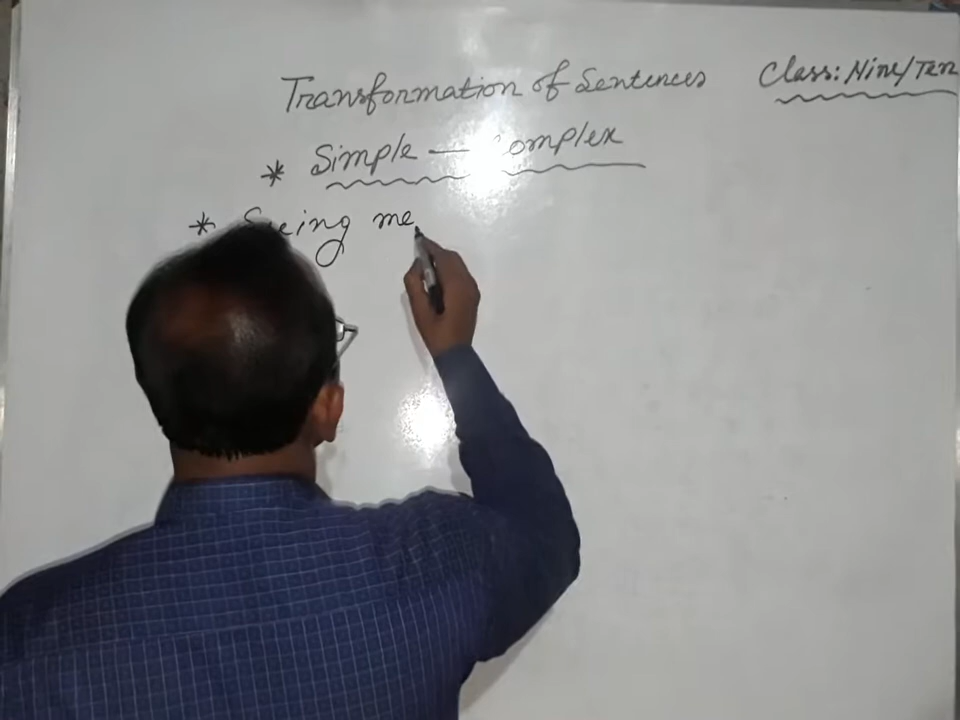 Transformation of Sentences Class: Nine/Ten
* Simple — Complex
* Seeing me